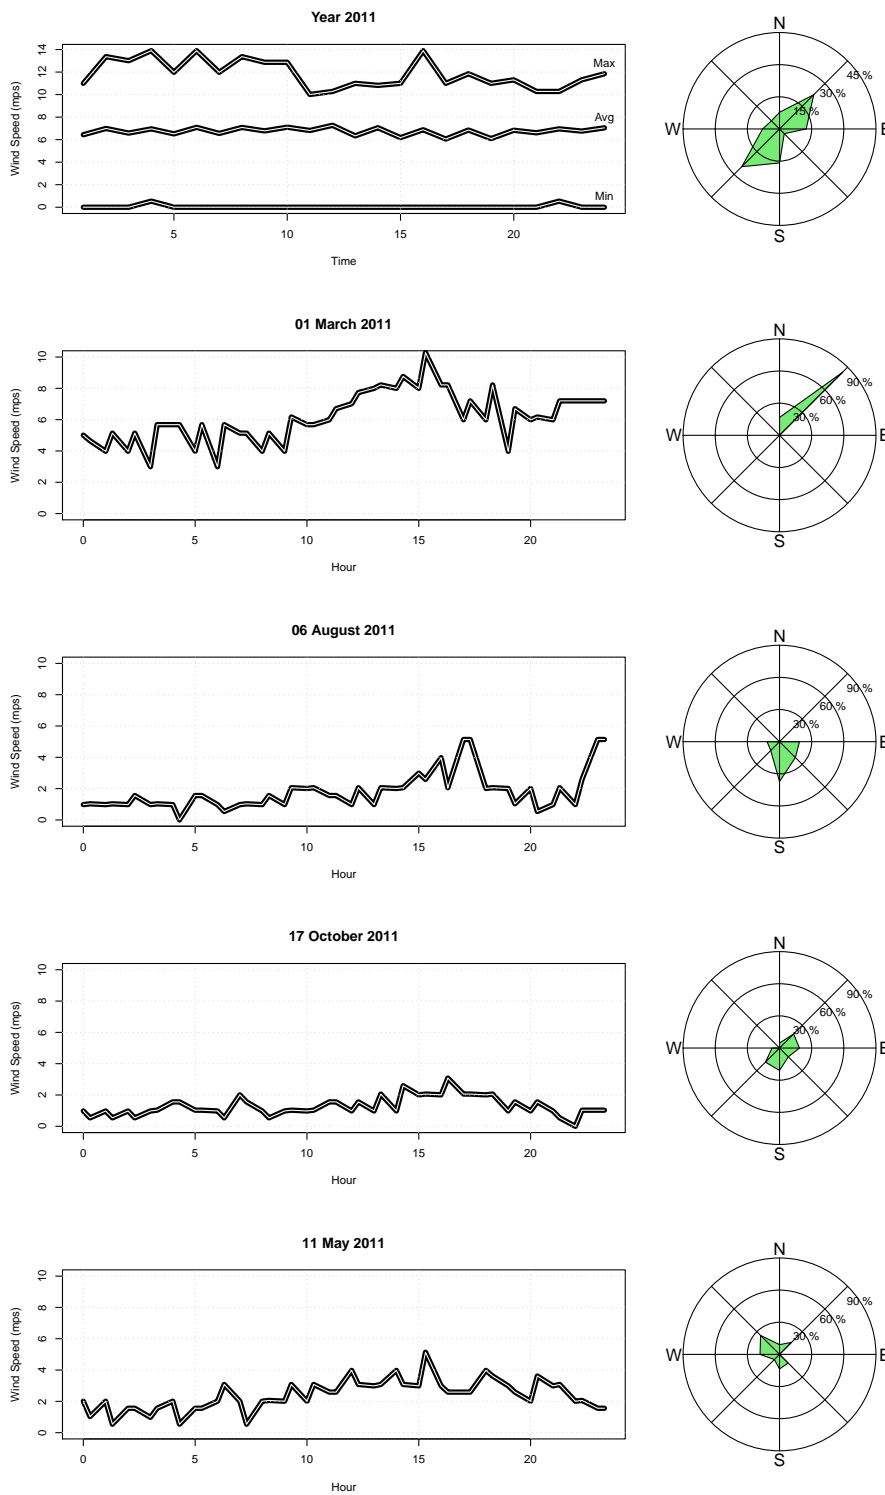 Year 2011
Wind Speed (mps)
0 2 4 6 8 10 12 14
Max
Avg
Min
5 10 15 20
Time
N
W
E
S
15 %
30 %
45 %
01 March 2011
Wind Speed (mps)
0 2 4 6 8 10
0 5 10 15 20
Hour
N
W
E
S
30 %
60 %
90 %
06 August 2011
Wind Speed (mps)
0 2 4 6 8 10
0 5 10 15 20
Hour
N
W
E
S
30 %
60 %
90 %
17 October 2011
Wind Speed (mps)
0 2 4 6 8 10
0 5 10 15 20
Hour
N
W
E
S
30 %
60 %
90 %
11 May 2011
Wind Speed (mps)
0 2 4 6 8 10
0 5 10 15 20
Hour
N
W
E
S
30 %
60 %
90 %